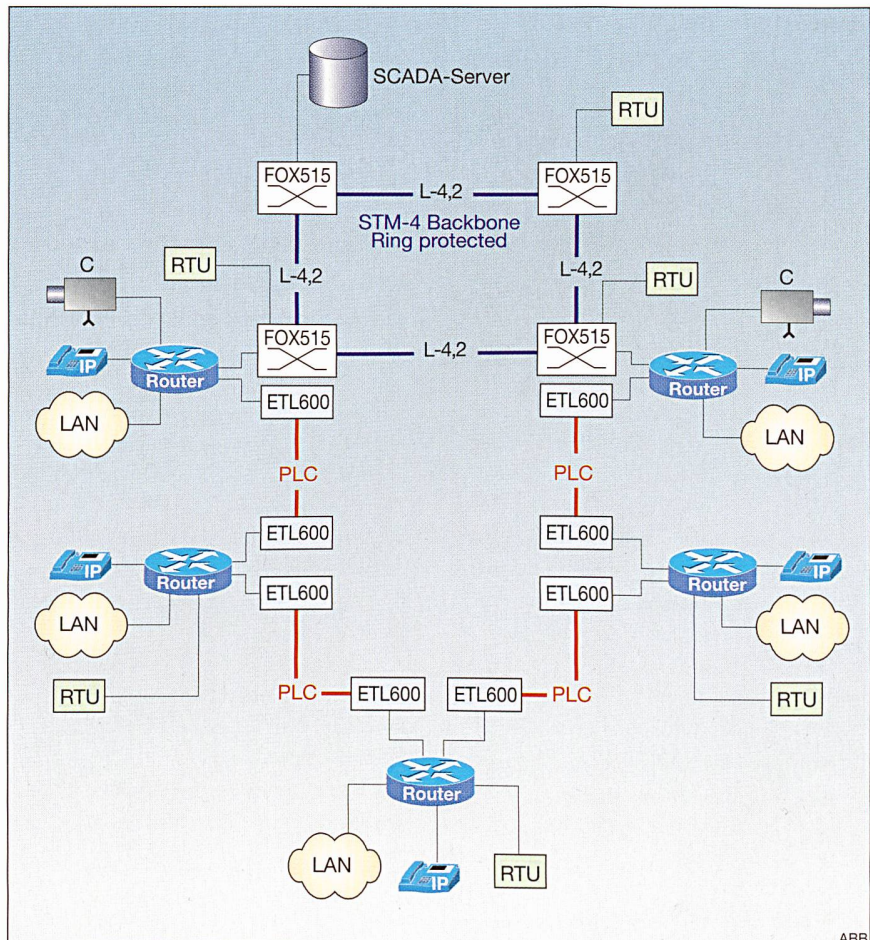 SCADA-Server
RTU
FOX515
FOX515
L-4,2
STM-4 Backbone
Ring protected
C
RTU
L-4,2
L-4,2
RTU
C
FOX515
FOX515
L-4,2
IP
Router
Router
IP
ETL600
ETL600
LAN
LAN
PLC
PLC
ETL600
ETL600
IP
Router
Router
IP
ETL600
ETL600
LAN
LAN
RTU
PLC
ETL600
ETL600
PLC
RTU
Router
LAN
IP
RTU
ABB